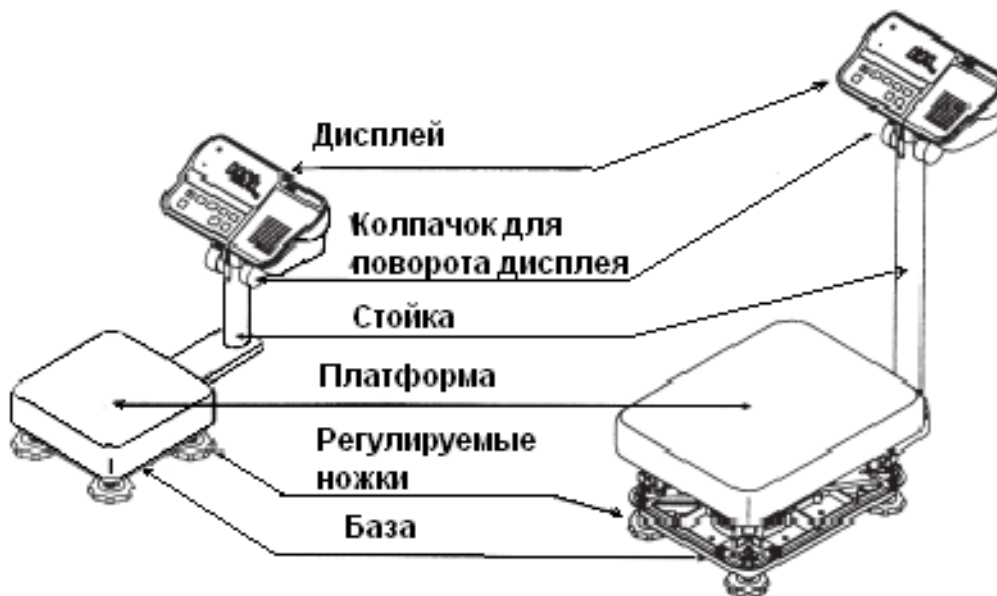 Дисплей
Колпачок для
поворота дисплея
Стойка
Платформа
Регулируемые
ножки
База